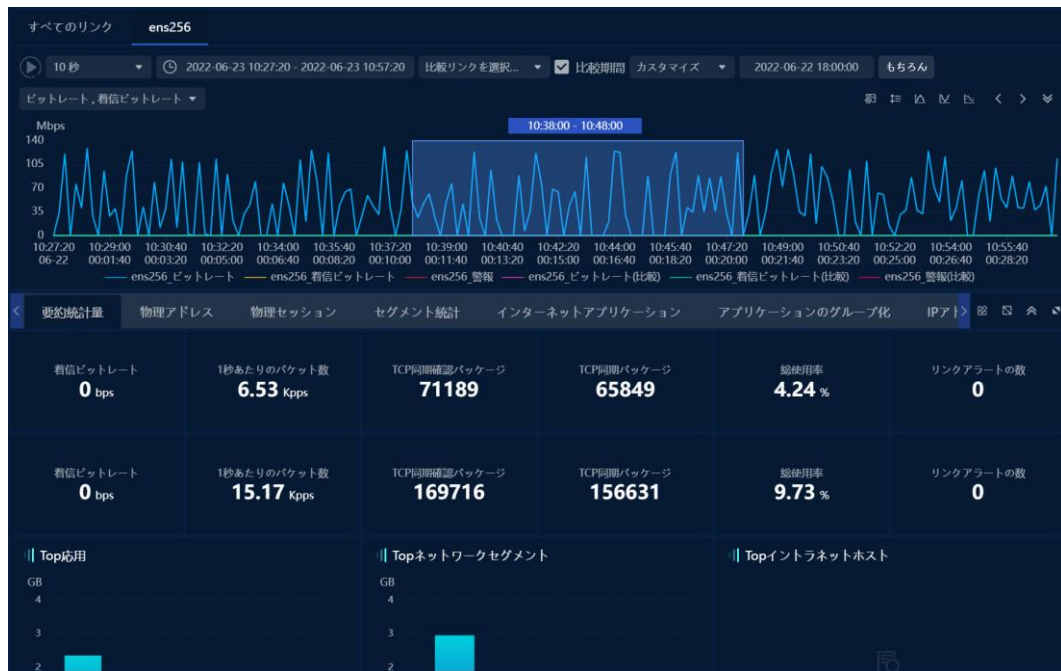 すべてのリンク ens256
10 秒 2022-06-23 10:27:20 - 2022-06-23 10:57:20 比較リンクを選択... 比較期間 カスタマイズ 2022-06-22 18:00:00 もちろん
ビットレート , 着信ビットレート
Mbps
10:38:00 - 10:48:00
140
105
70
35
0
10:27:20 10:29:00 10:30:40 10:32:20 10:34:00 10:35:40 10:37:20 10:39:00 10:40:40 10:42:20 10:44:00 10:45:40 10:47:20 10:49:00 10:50:40 10:52:20 10:54:00 10:55:40
06-22 00:01:40 00:03:20 00:05:00 00:06:40 00:08:20 00:10:00 00:11:40 00:13:20 00:15:00 00:16:40 00:18:20 00:20:00 00:21:40 00:23:20 00:25:00 00:26:40 00:28:20
ens256_ビットレート ens256_着信ビットレート ens256_警報 ens256_ビットレート(比較) ens256_着信ビットレート(比較) ens256_警報(比較)
要約統計量 物理アドレス 物理セッション セグメント統計 インターネットアプリケーション アプリケーションのグループ化 IPアド
着信ビットレート 1秒あたりのパケット数 TCP同期確認パッケージ TCP同期パッケージ 総使用率 リンクアラートの数
0 bps 6.53 Kpps 71189 65849 4.24 % 0
着信ビットレート 1秒あたりのパケット数 TCP同期確認パッケージ TCP同期パッケージ 総使用率 リンクアラートの数
0 bps 15.17 Kpps 169716 156631 9.73 % 0
Top応用 Topネットワークセグメント Topイントラネットホスト
GB GB
4 4
3 3
2 2